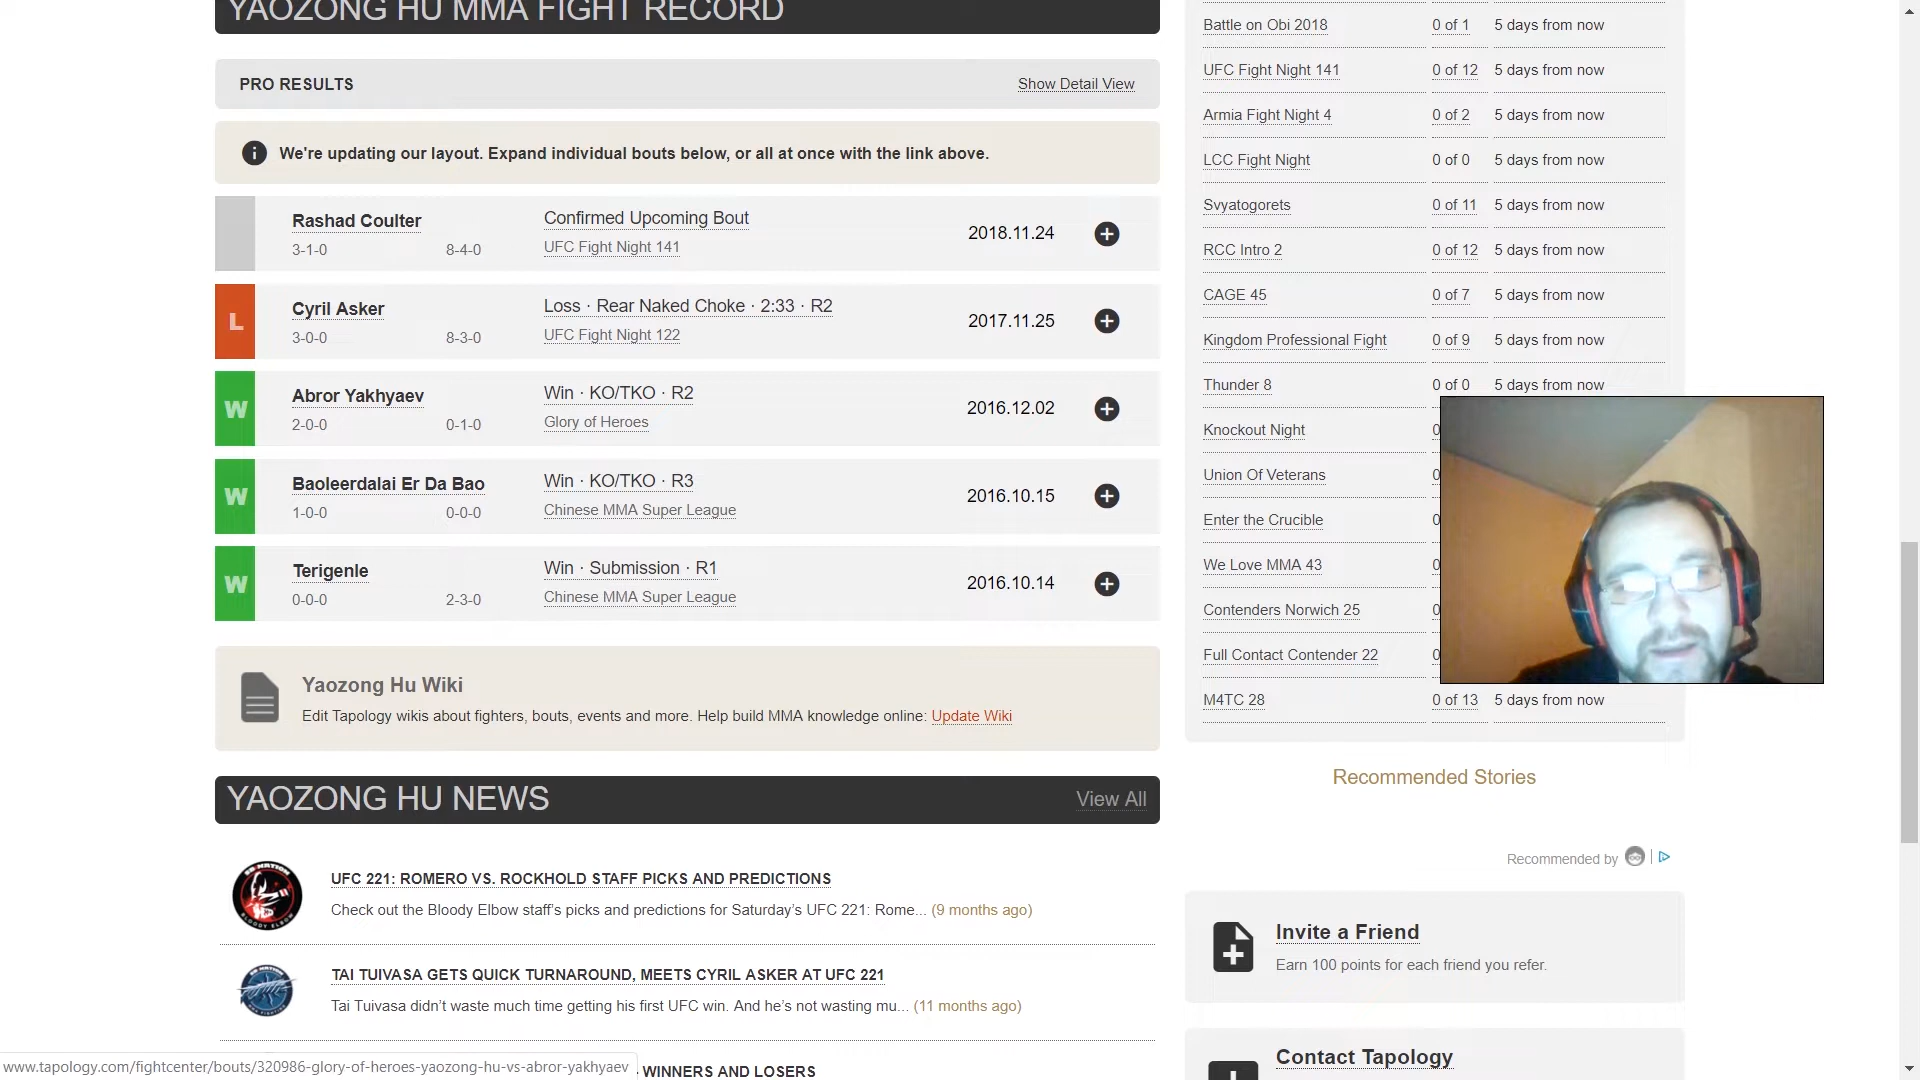 YAOZONG HU MMA FIGHT RECORD
PRO RESULTS
Show Detail View
We're updating our layout. Expand individual bouts below, or all at once with the link above.
Rashad Coulter
3-1-0 8-4-0
Confirmed Upcoming Bout
UFC Fight Night 141
2018.11.24
L
Cyril Asker
3-0-0 8-3-0
Loss · Rear Naked Choke · 2:33 · R2
UFC Fight Night 122
2017.11.25
W
Abror Yakhyaev
2-0-0 0-1-0
Win · KO/TKO · R2
Glory of Heroes
2016.12.02
W
Baoleerdalai Er Da Bao
1-0-0 0-0-0
Win · KO/TKO · R3
Chinese MMA Super League
2016.10.15
W
Terigenle
0-0-0 2-3-0
Win · Submission · R1
Chinese MMA Super League
2016.10.14
Yaozong Hu Wiki
Edit Tapology wikis about fighters, bouts, events and more. Help build MMA knowledge online: Update Wiki
YAOZONG HU NEWS
View All
UFC 221: ROMERO VS. ROCKHOLD STAFF PICKS AND PREDICTIONS
Check out the Bloody Elbow staff's picks and predictions for Saturday's UFC 221: Rome... (9 months ago)
TAI TUIVASA GETS QUICK TURNAROUND, MEETS CYRIL ASKER AT UFC 221
Tai Tuivasa didn't waste much time getting his first UFC win. And he's not wasting mu... (11 months ago)
WINNERS AND LOSERS
www.tapology.com/fightcenter/bouts/320986-glory-of-heroes-yaozong-hu-vs-abror-yakhyaev
Battle on Obi 2018 0 of 1 5 days from now
UFC Fight Night 141 0 of 12 5 days from now
Armia Fight Night 4 0 of 2 5 days from now
LCC Fight Night 0 of 0 5 days from now
Svyatogorets 0 of 11 5 days from now
RCC Intro 2 0 of 12 5 days from now
CAGE 45 0 of 7 5 days from now
Kingdom Professional Fight 0 of 9 5 days from now
Thunder 8 0 of 0 5 days from now
Knockout Night 0
Union Of Veterans 0
Enter the Crucible 0
We Love MMA 43 0
Contenders Norwich 25 0
Full Contact Contender 22 0
M4TC 28 0 of 13 5 days from now
Recommended Stories
Recommended by
Invite a Friend
Earn 100 points for each friend you refer.
Contact Tapology